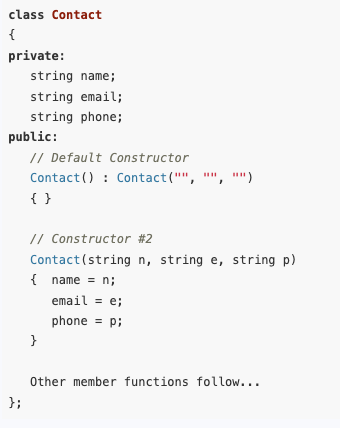 class Contact
{
private:
   string name;
   string email;
   string phone;
public:
   // Default Constructor
   Contact() : Contact("", "", "")
   { }

   // Constructor #2
   Contact(string n, string e, string p)
   {  name = n;
      email = e;
      phone = p;
   }

   Other member functions follow...
};